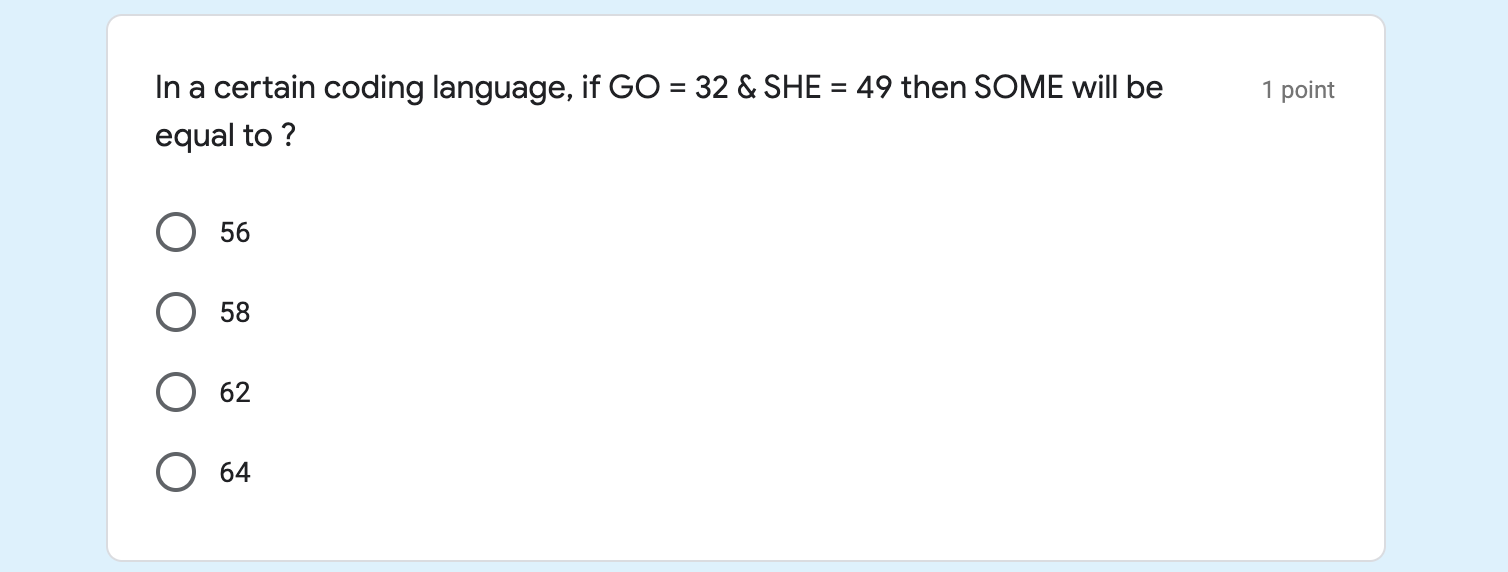 In a certain coding language, if GO = 32 & SHE = 49 then SOME will be
equal to ?
1 point
56
58
62
64